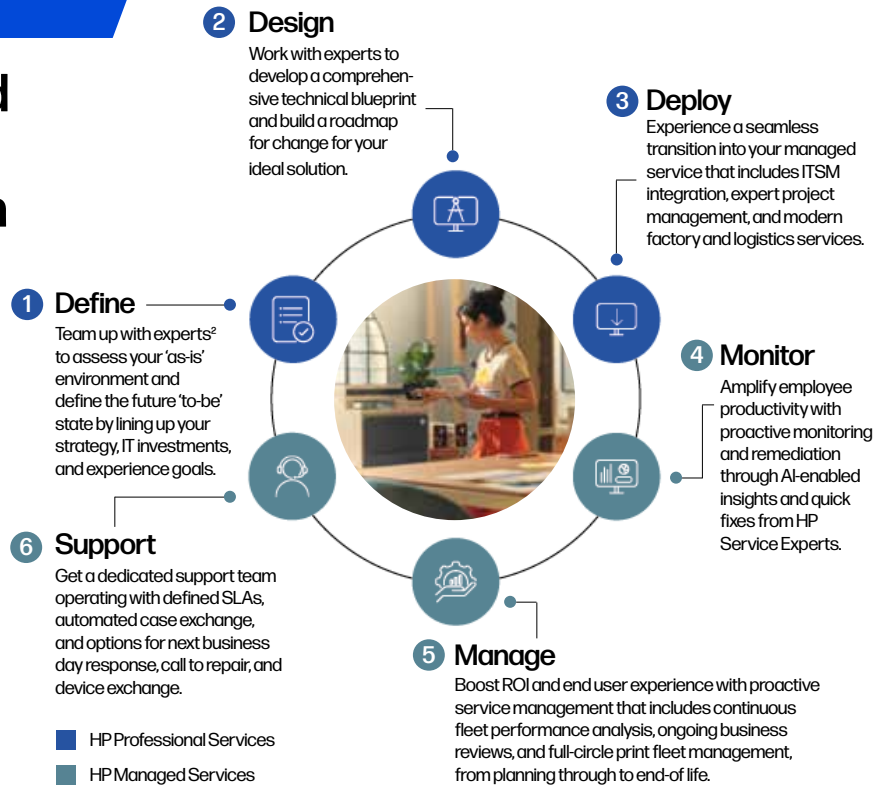 2 Design
Work with experts to
develop a comprehen-
sive technical blueprint
and build a roadmap
for change for your
ideal solution.
3 Deploy
Experience a seamless
transition into your managed
service that includes ITSM
integration, expert project
management, and modern
factory and logistics services.
1 Define
Team up with experts²
to assess your ‘as-is’
environment and
define the future ‘to-be’
state by lining up your
strategy, IT investments,
and experience goals.
4 Monitor
Amplify employee
productivity with
proactive monitoring
and remediation
through AI-enabled
insights and quick
fixes from HP
Service Experts.
6 Support
Get a dedicated support team
operating with defined SLAs,
automated case exchange,
and options for next business
day response, call to repair, and
device exchange.
5 Manage
Boost ROI and end user experience with proactive
service management that includes continuous
fleet performance analysis, ongoing business
reviews, and full-circle print fleet management,
from planning through to end-of life.
HP Professional Services
HP Managed Services